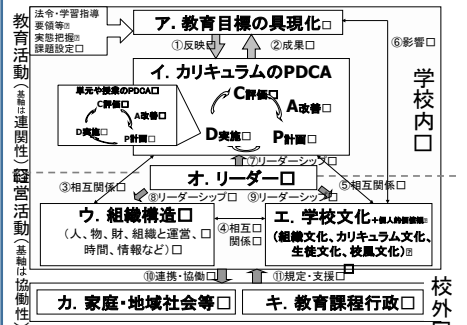 法令・学習指導
要領等
実態把握
課題設定
ア．教育目標の具現化□
①反映□
②成果□
⑥影響□
イ．カリキュラムのPDCA
単元や授業のPDCA□
C評価□
A改善□
D実施□
P計画□
C評価□
A改善□
D実施□
P計画□
学校内□
教育活動（基軸は連関性）
⑦リーダーシップ□
オ．リーダー□
③相互関係□
⑧リーダーシップ□
⑨リーダーシップ□
⑤相互関係□
経営活動（基軸は協働性）
ウ．組織構造□
（人、物、財、組織と運営、□
時間、情報など）□
④相互□
関係□
エ．学校文化＋個人的価値観
（組織文化、カリキュラム文化、
生徒文化、校風文化）
⑩連携・協働□
⑪規定・支援□
カ．家庭・地域社会等□
キ．教育課程行政□
校外□